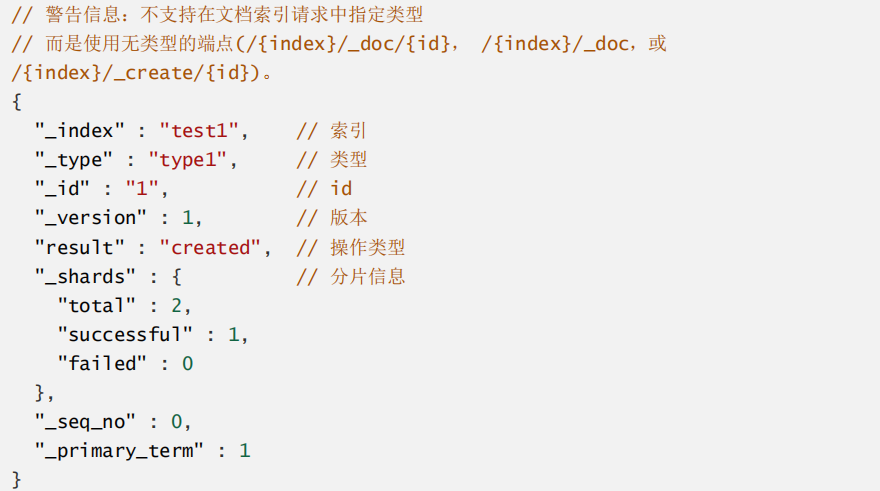 // 警告信息：不支持在文档索引请求中指定类型
// 而是使用无类型的端点(/{index}/_doc/{id}， /{index}/_doc，或
/{index}/_create/{id})。
{
  "_index" : "test1",    // 索引
  "_type" : "type1",     // 类型
  "_id" : "1",           // id
  "_version" : 1,        // 版本
  "result" : "created",  // 操作类型
  "_shards" : {          // 分片信息
    "total" : 2,
    "successful" : 1,
    "failed" : 0
  },
  "_seq_no" : 0,
  "_primary_term" : 1
}